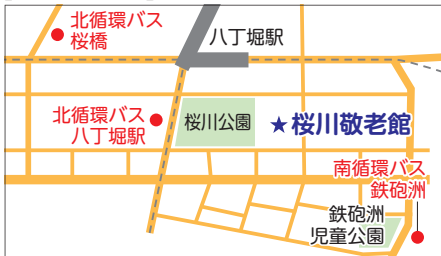 北循環バス
桜橋
八丁堀駅
北循環バス
八丁堀駅
桜川公園
★桜川敬老館
南循環バス
鉄砲洲
鉄砲洲
児童公園